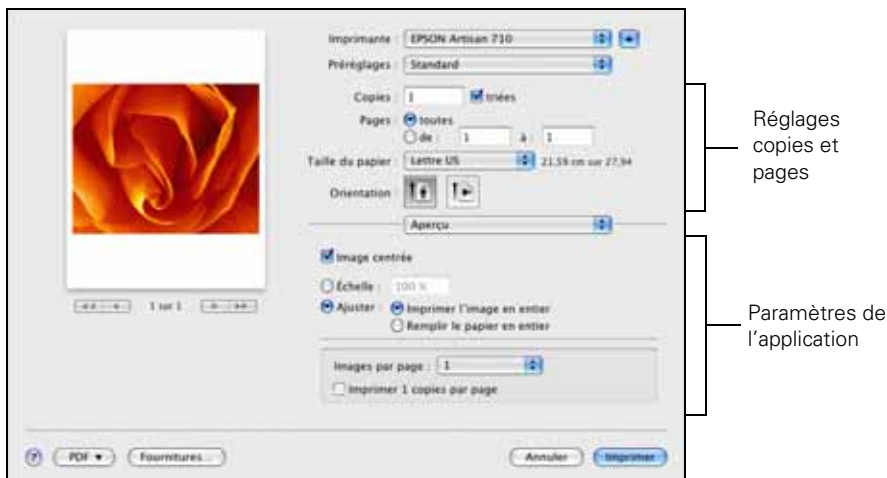 Imprimante : EPSON Artisan 710
Préréglages : Standard
Copies : 1 triées
Pages : toutes
de : 1 à : 1
Taille du papier : Lettre US 21,59 cm sur 27,94
Orientation :
Aperçu
Image centrée
Échelle : 100 %
Ajuster : Imprimer l'image en entier
Remplir le papier en entier
Images par page : 1
Imprimer 1 copies par page
1 sur 1
? PDF Fournitures... Annuler Imprimer
Réglages
copies et
pages
Paramètres de
l'application